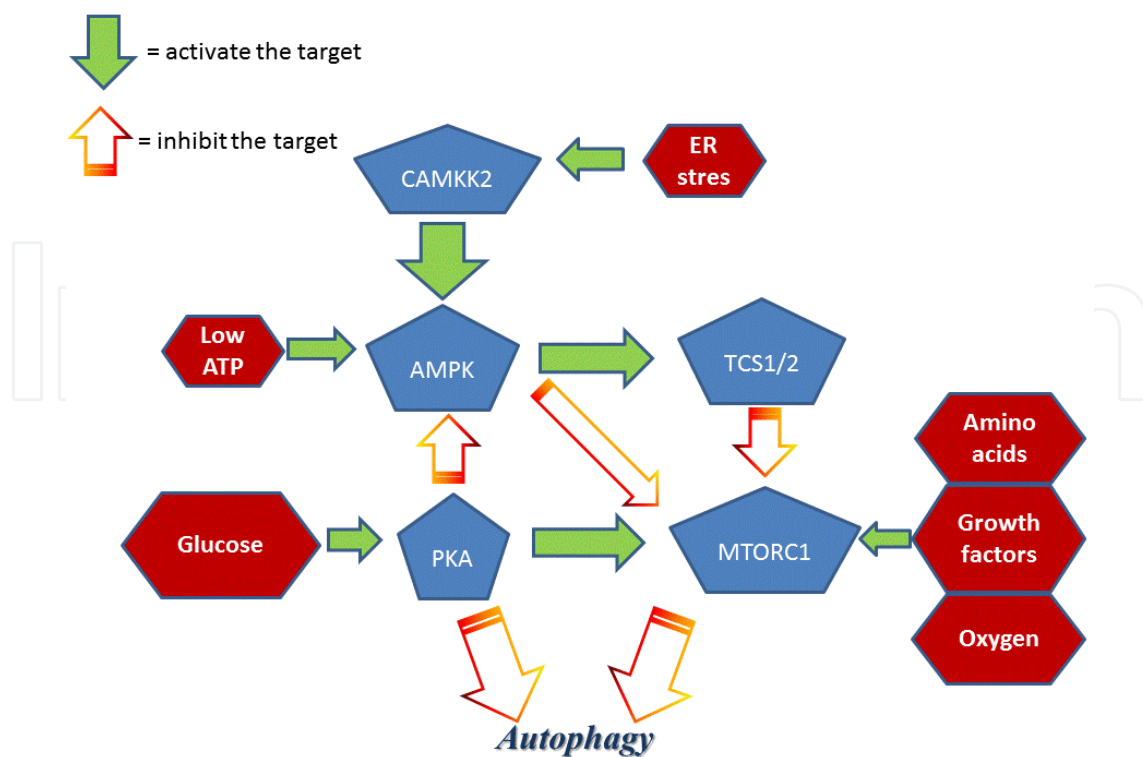 = activate the target
= inhibit the target
CAMKK2
ER
stres
Low
ATP
AMPK
TCS1/2
Amino
acids
Glucose
PKA
MTORC1
Growth
factors
Oxygen
Autophagy